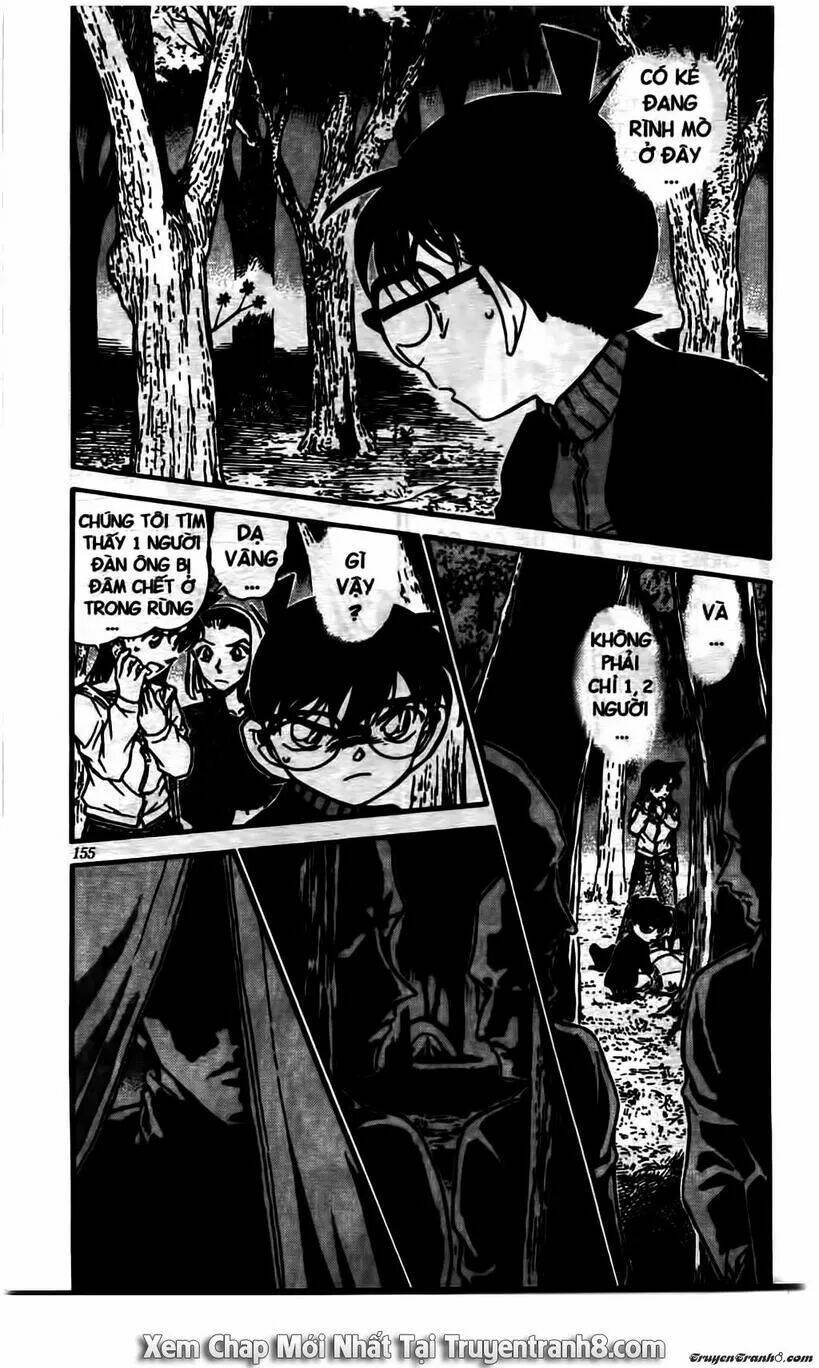 CÓ KẺ
ĐANG
RÌNH MÒ
Ở ĐÂY
...
CHÚNG TÔI TÌM
THẤY 1 NGƯỜI
ĐÀN ÔNG BỊ
ĐÂM CHẾT Ở
TRONG RỪNG
...
DẠ
VÂNG
...
GÌ
VẬY
?
VÀ
...
KHÔNG
PHẢI
CHỈ 1, 2
NGƯỜI
...
155
Xem Chap Mới Nhất Tại Truyentranh8.com
TruyenTranh8.com